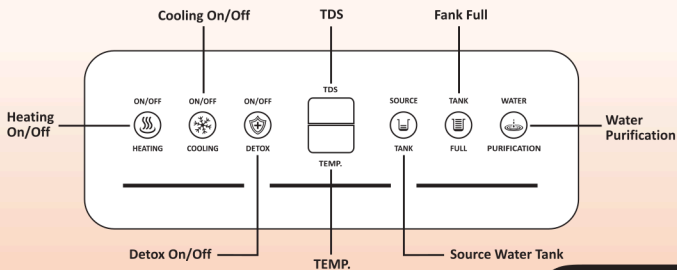 Cooling On/Off
TDS
Fank Full
TDS
ON/OFF
ON/OFF
ON/OFF
SOURCE
TANK
WATER
Heating
On/Off
Water
Purification
HEATING
COOLING
DETOX
TANK
FULL
PURIFICATION
TEMP.
Detox On/Off
TEMP.
Source Water Tank